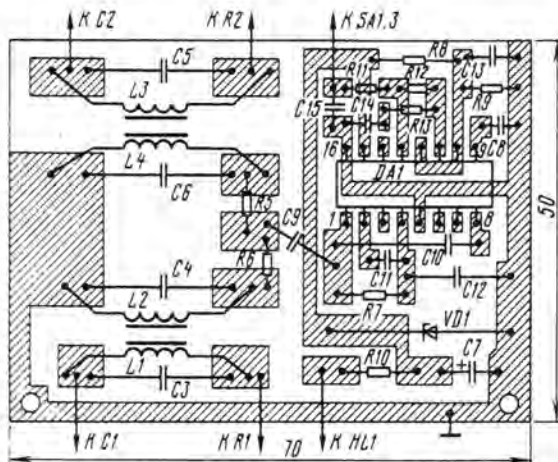 К C2
К R2
К SA1.3
C5
R8
L3
R11
R12
C13
C15
C14
R9
R13
L4
16
9
C8
DA1
C6
R5
1
8
50
C9
C10
C4
R6
C11
C12
L2
R7
VD1
L1
R10
+
C7
C3
К C1
К R1
К HL1
70